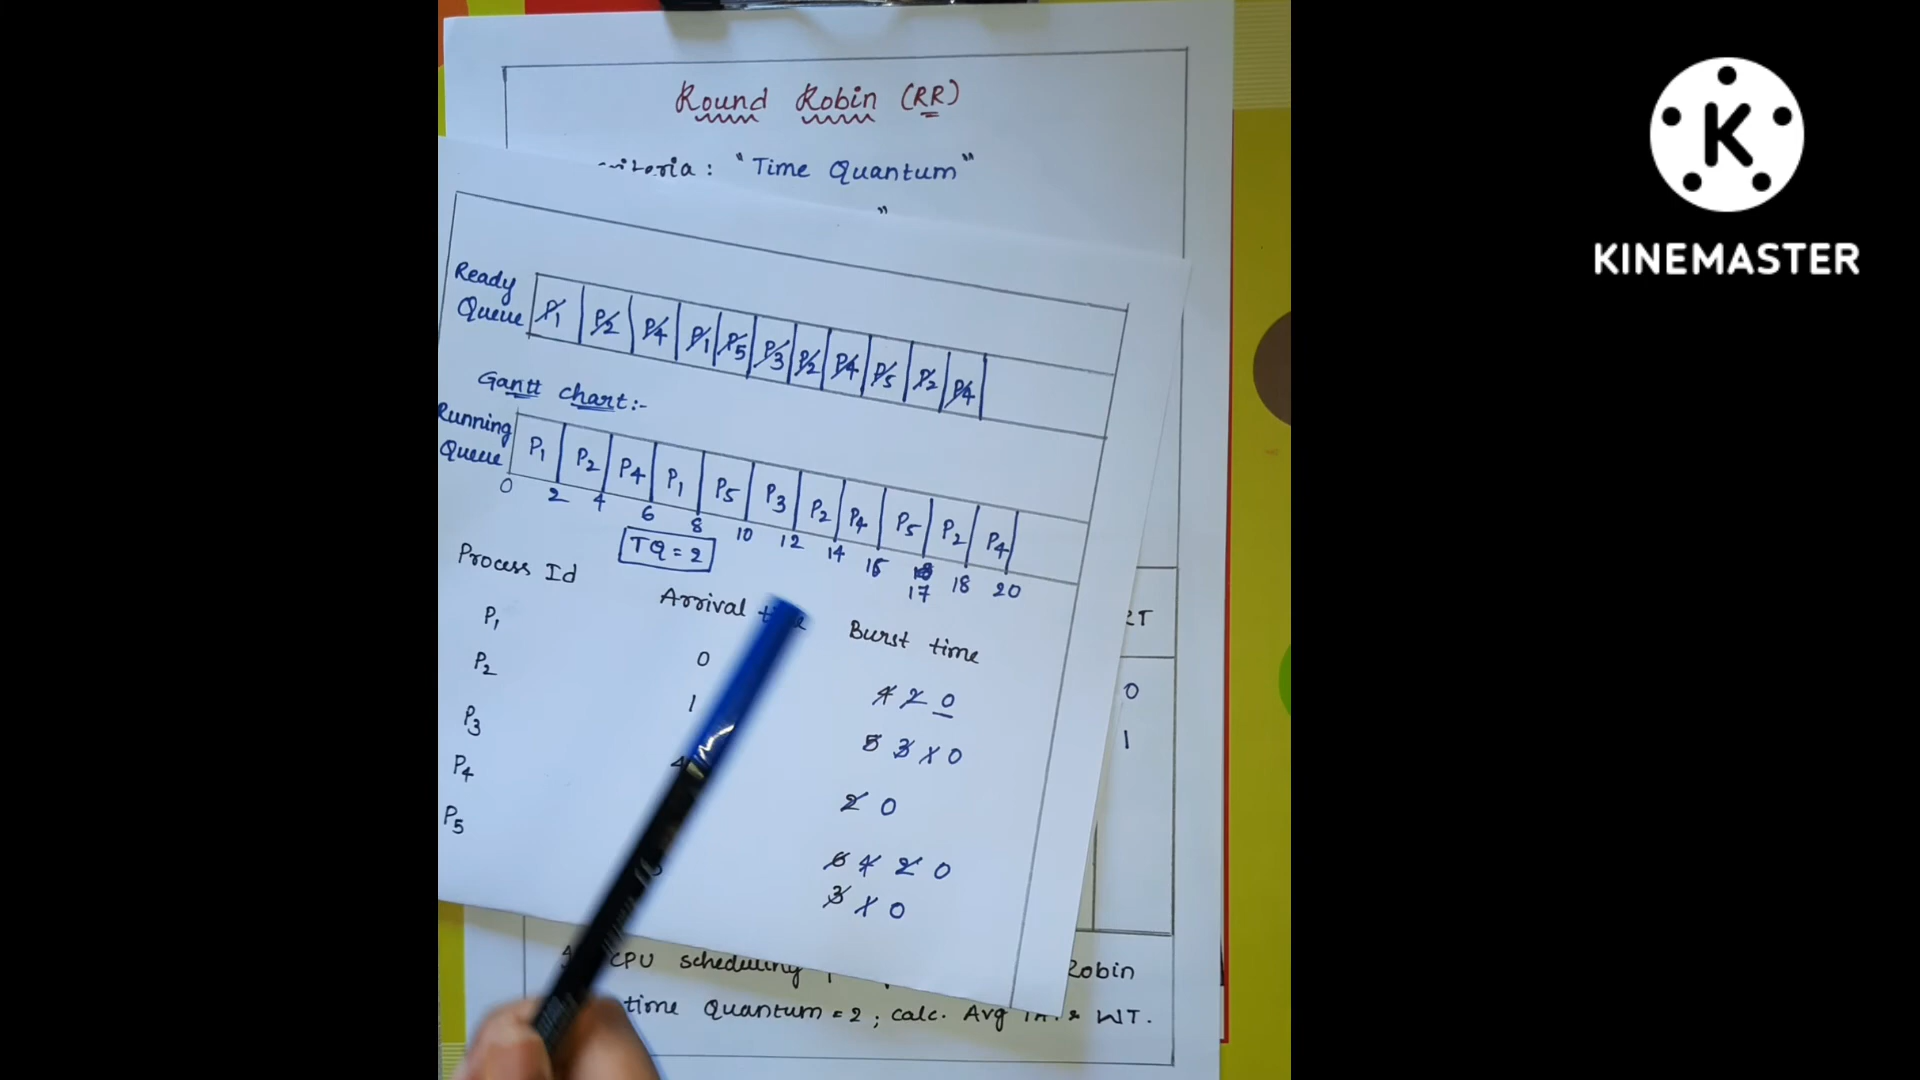 Round Robin (RR)
: "Time Quantum"
"
Ready
Queue
P1 P2 P4 P1 P5 P3 P2 P4 P5 P2 P4
Gantt chart:-
Running
Queue
P1 P2 P4 P1 P5 P3 P2 P4 P5 P2 P4
0 2 4 6 8 10 12 14 16 17 18 20
TQ = 2
Process Id Arrival Burst time
P1 0 4 2 0
P2 1 5 3 1 0
P3 4 2 0
P4 6 4 2 0
P5 3 1 0
0
1
CPU scheduling
time Quantum = 2 ; calc. Avg WT.
KINEMASTER